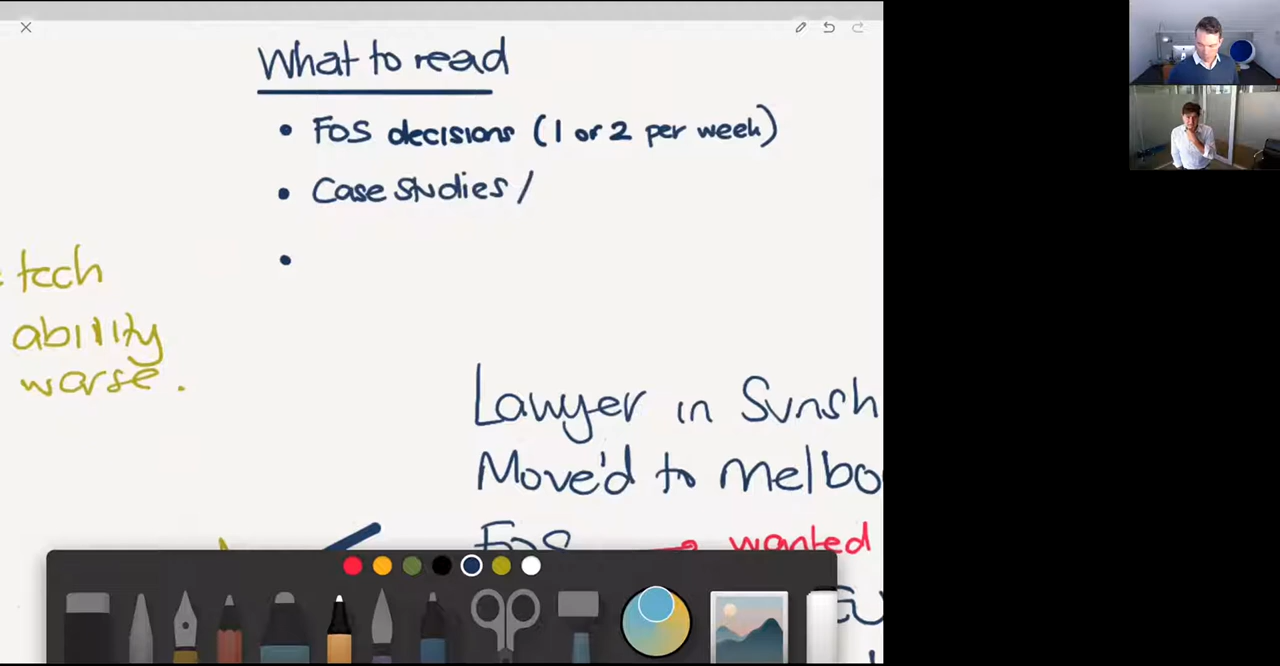 What to read
• FOS decisions (1 or 2 per week)
• Case studies /
•
tech
ability
worse.
Lawyer in Sunsh
Move'd to Melbo
FOS → wanted